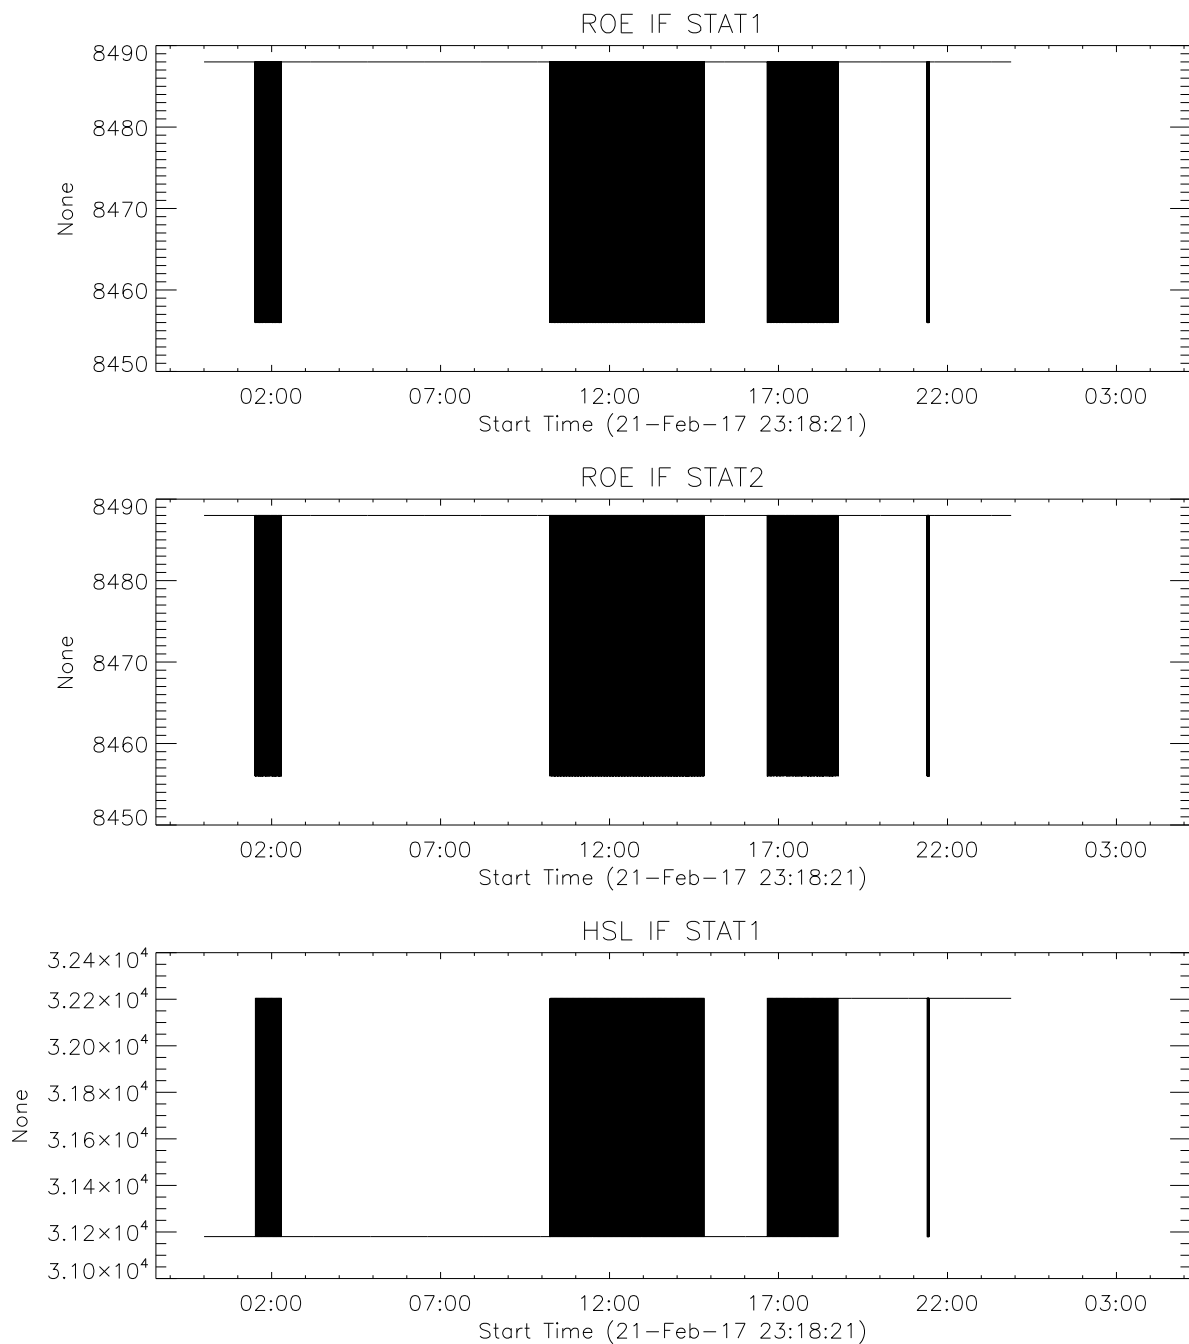 ROE IF STAT1
8490
8480
8470
8460
8450
None
02:00 07:00 12:00 17:00 22:00 03:00
Start Time (21-Feb-17 23:18:21)
ROE IF STAT2
8490
8480
8470
8460
8450
None
02:00 07:00 12:00 17:00 22:00 03:00
Start Time (21-Feb-17 23:18:21)
HSL IF STAT1
3.24×10⁴
3.22×10⁴
3.20×10⁴
3.18×10⁴
3.16×10⁴
3.14×10⁴
3.12×10⁴
3.10×10⁴
None
02:00 07:00 12:00 17:00 22:00 03:00
Start Time (21-Feb-17 23:18:21)